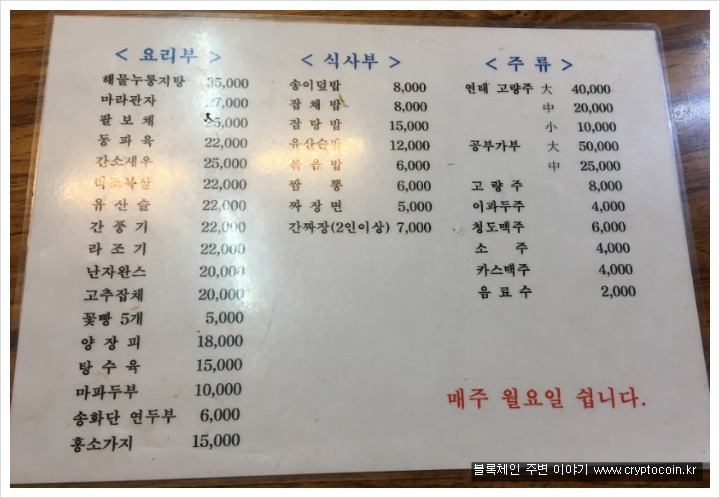 < 요리부 >
해물누룽지탕 35,000
마라관자 27,000
팔보채 25,000
동파육 22,000
간소새우 25,000
22,000
유산슬 22,000
간풍기 22,000
라조기 22,000
난자완스 20,000
고추잡채 20,000
꽃빵 5개 5,000
양장피 18,000
탕수육 15,000
마파두부 10,000
송화단 연두부 6,000
홍소가지 15,000
< 식사부 >
송이덮밥 8,000
잡채밥 8,000
잡탕밥 15,000
유산슬밥 12,000
볶음밥 6,000
짬뽕 6,000
짜장면 5,000
간짜장(2인이상) 7,000
< 주류 >
연태 고량주 大 40,000
中 20,000
小 10,000
공부가부 大 50,000
中 25,000
고량주 8,000
이과두주 4,000
청도맥주 6,000
소주 4,000
카스맥주 4,000
음료수 2,000
매주 월요일 쉽니다.
블록체인 주변 이야기 www.cryptocoin.kr